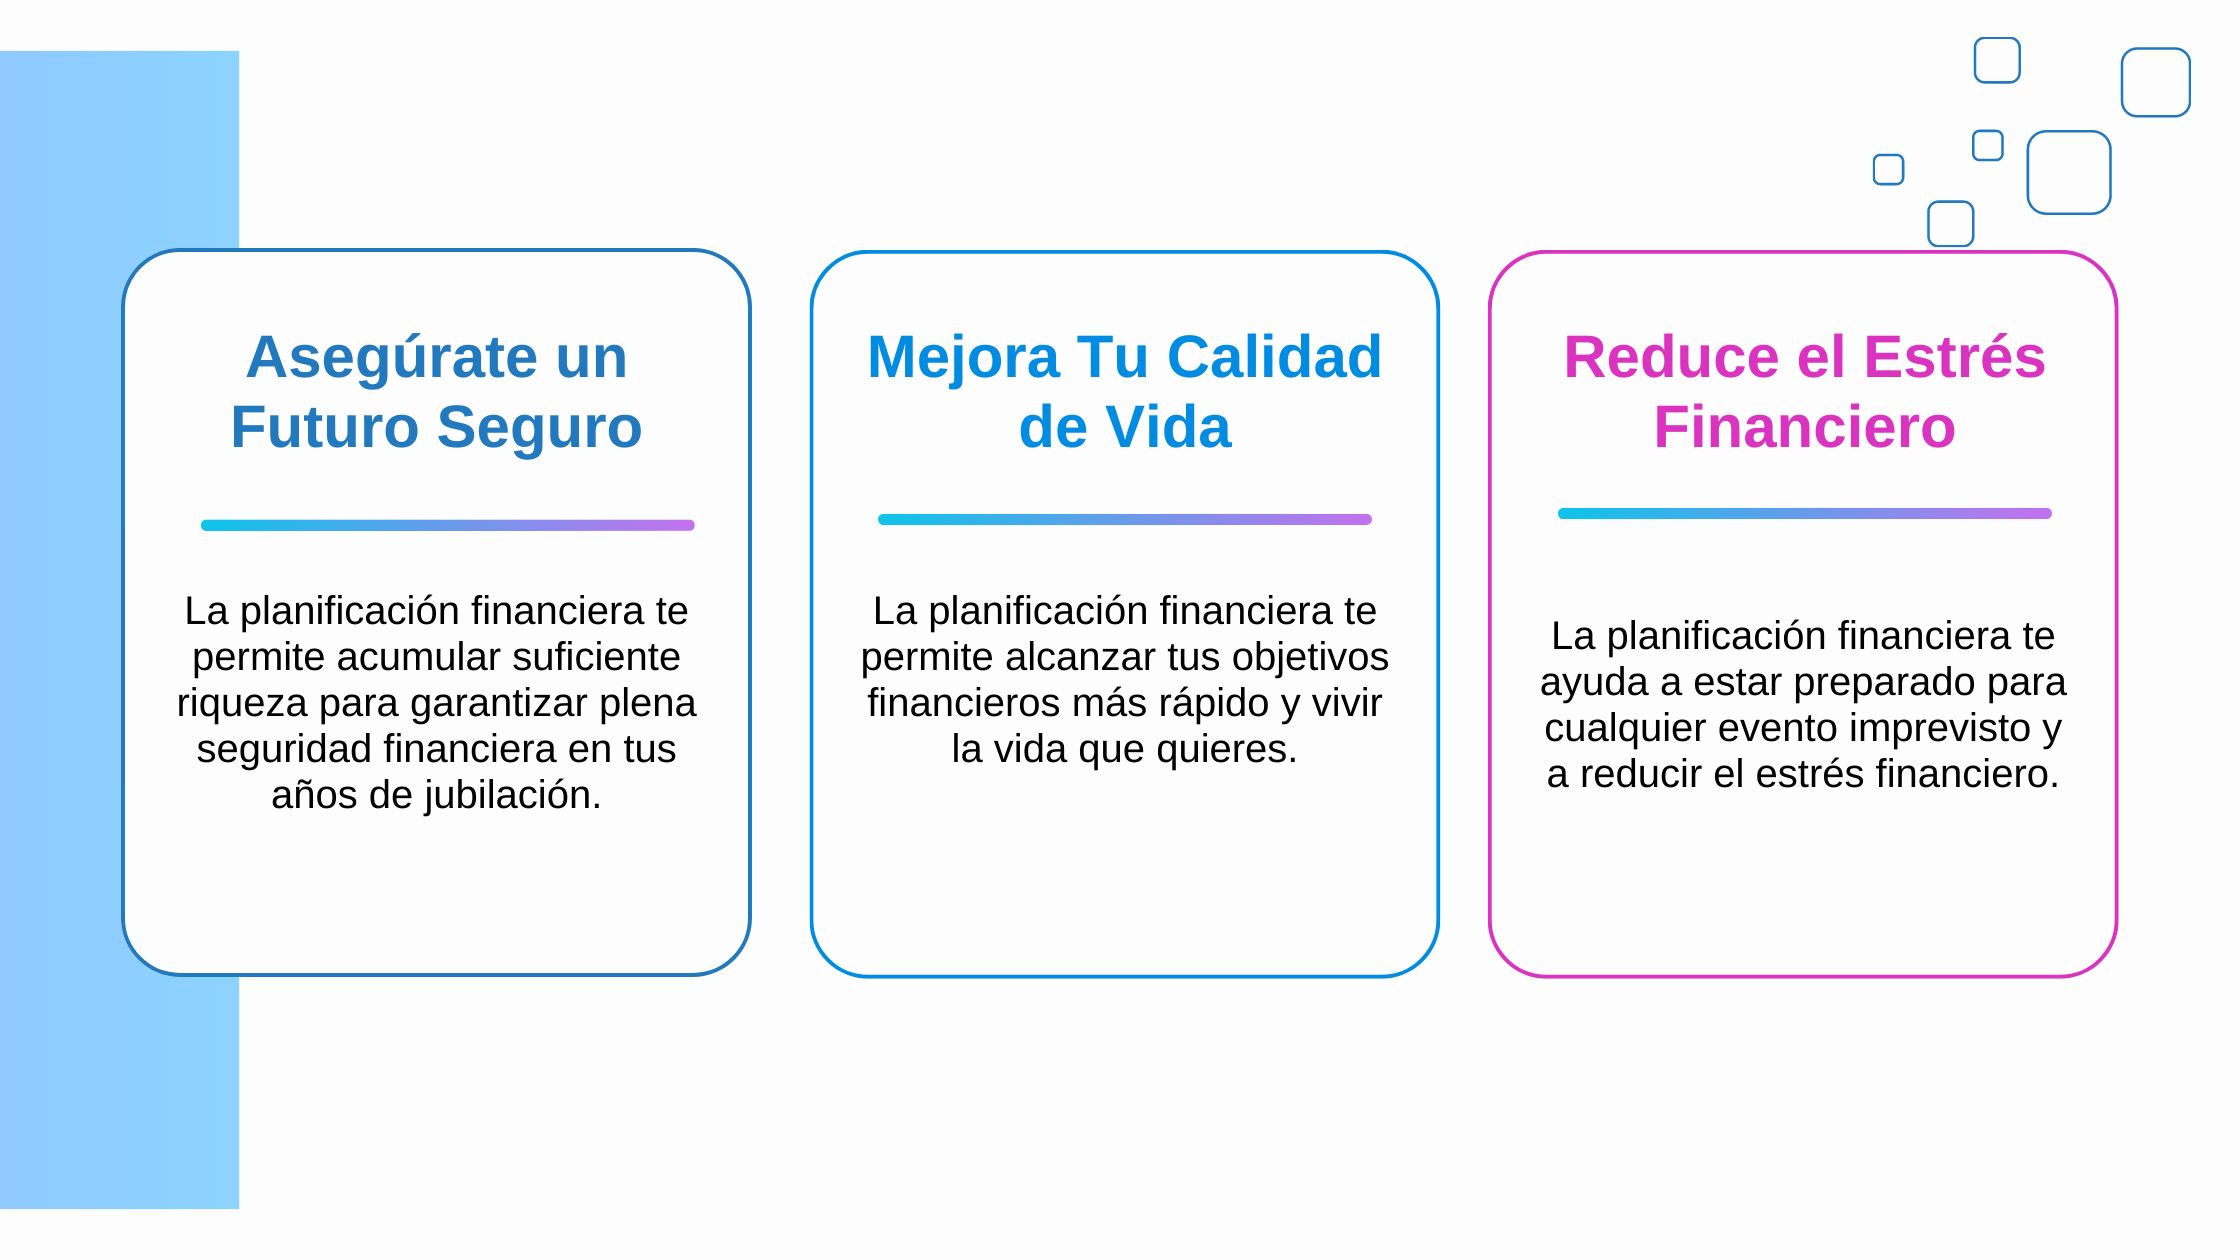 Asegúrate un
Futuro Seguro
La planificación financiera te
permite acumular suficiente
riqueza para garantizar plena
seguridad financiera en tus
años de jubilación.
Mejora Tu Calidad
de Vida
La planificación financiera te
permite alcanzar tus objetivos
financieros más rápido y vivir
la vida que quieres.
Reduce el Estrés
Financiero
La planificación financiera te
ayuda a estar preparado para
cualquier evento imprevisto y
a reducir el estrés financiero.